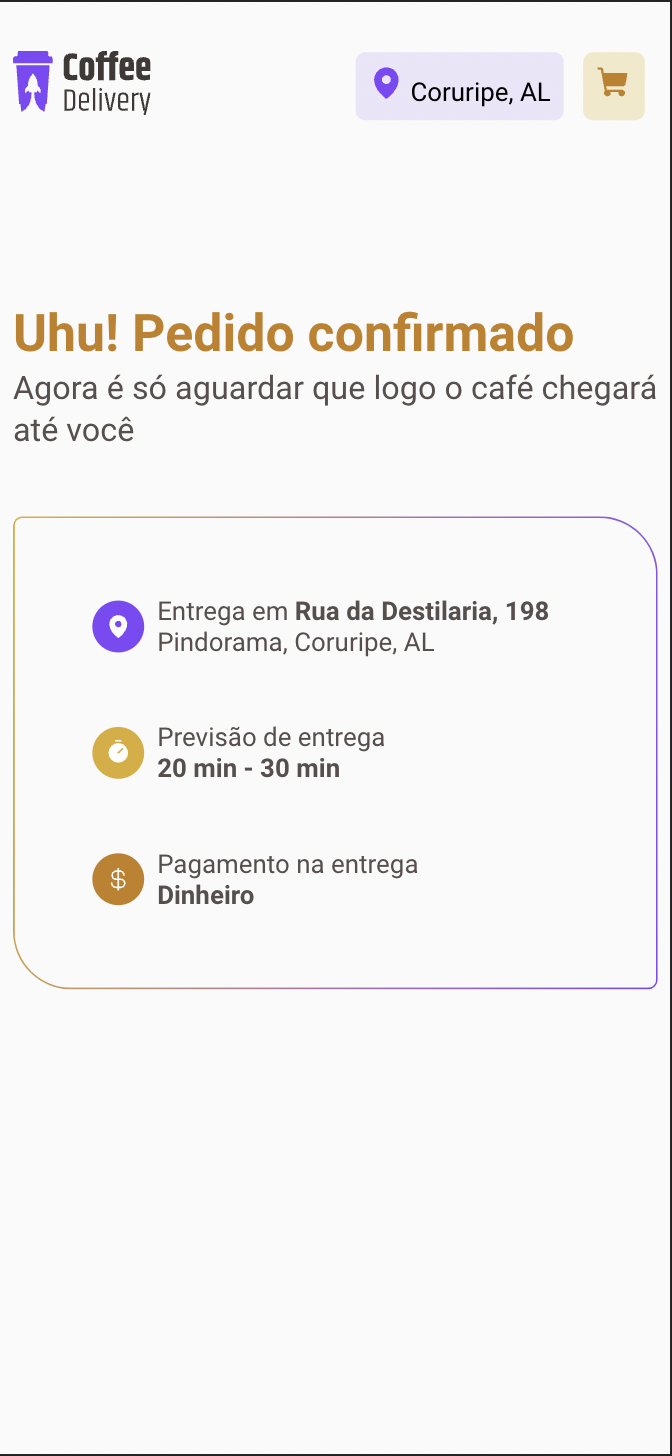 Coffee
Delivery
Coruripe, AL
Uhu! Pedido confirmado
Agora é só aguardar que logo o café chegará
até você
Entrega em Rua da Destilaria, 198
Pindorama, Coruripe, AL
Previsão de entrega
20 min - 30 min
$
Pagamento na entrega
Dinheiro